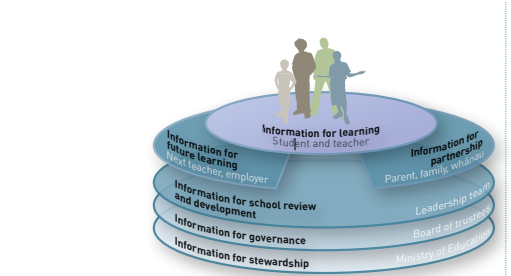 Information for learning
Student and teacher
Information for
future learning
Next teacher, employer
Information for
partnership
Parent, family, whānau
Information for school review
and development
Leadership team
Information for governance
Board of trustees
Information for stewardship
Ministry of Education